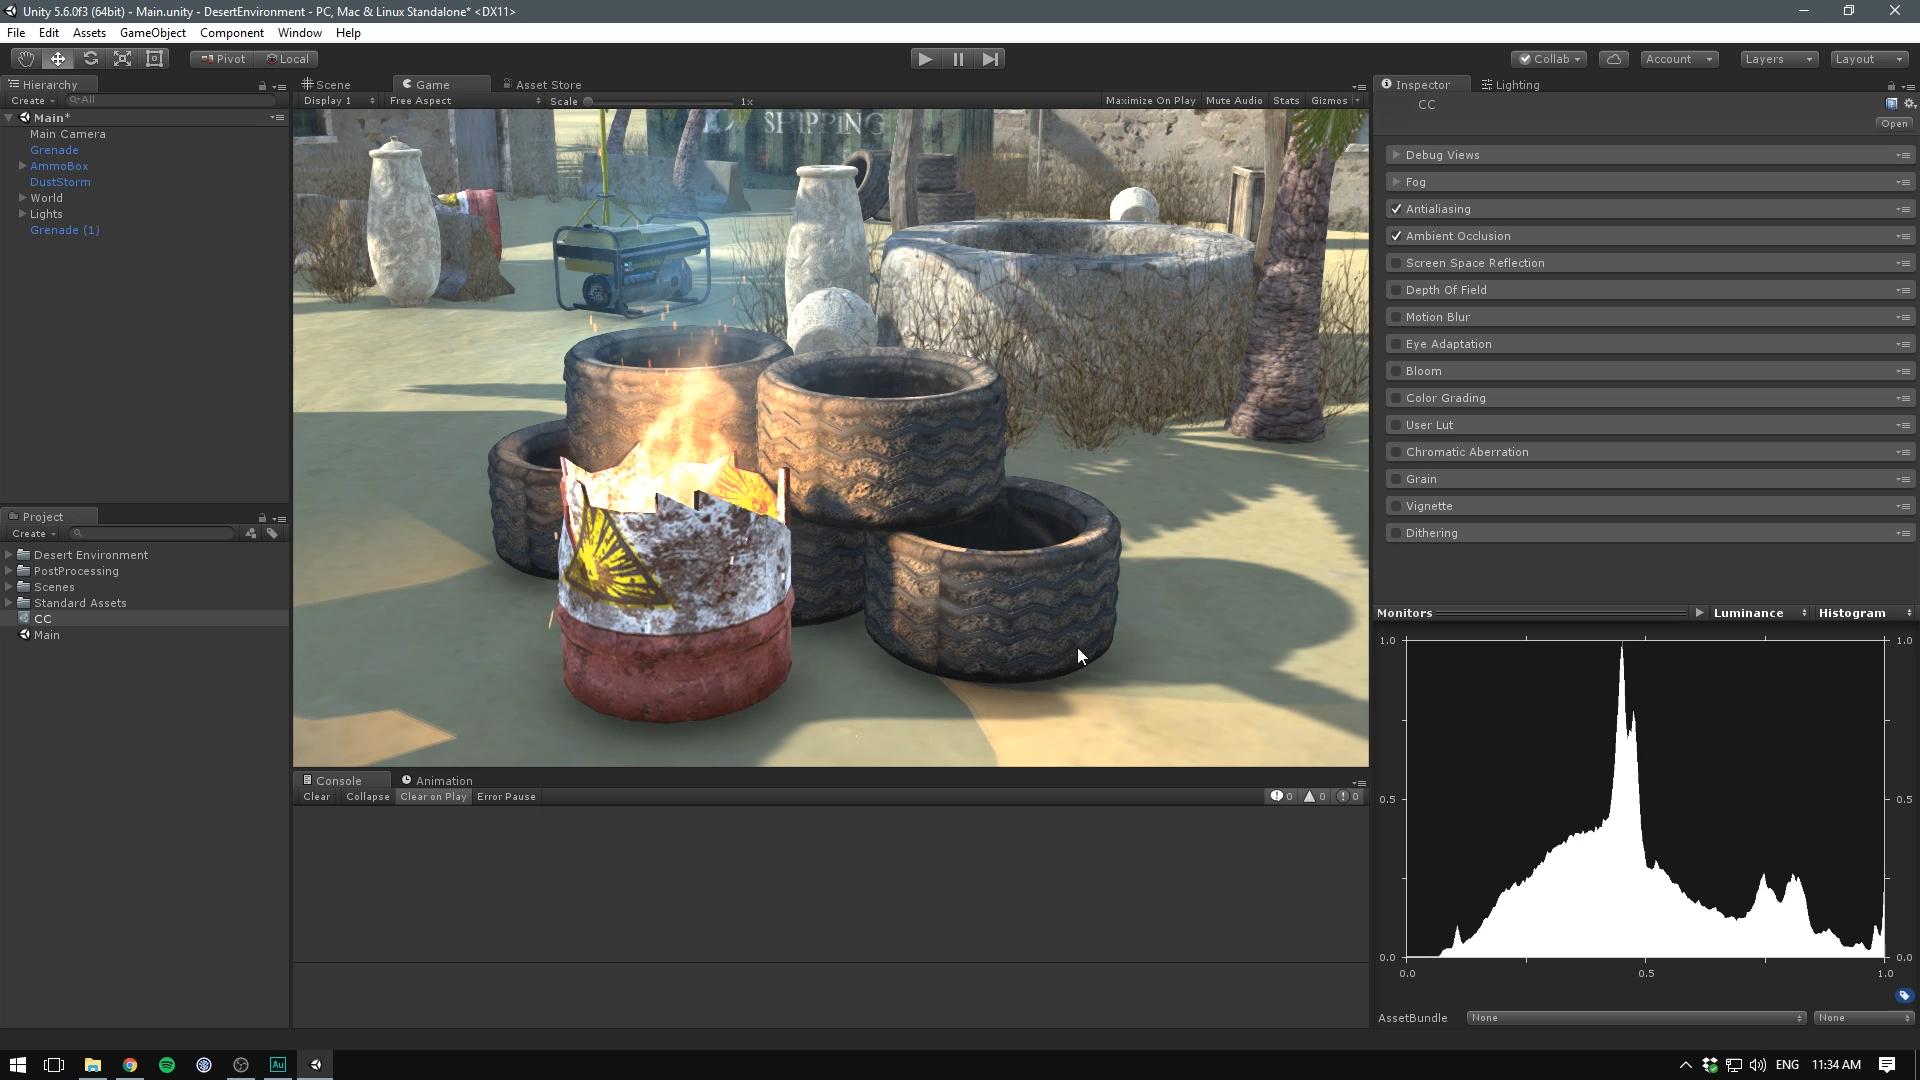 Unity 5.6.0f3 (64bit) - Main.unity - DesertEnvironment - PC, Mac & Linux Standalone* <DX11>
File Edit Assets GameObject Component Window Help
Pivot Local
Collab Account Layers Layout
Hierarchy
Create All
Main*
Main Camera
Grenade
AmmoBox
DustStorm
World
Lights
Grenade (1)
Project
Create
Desert Environment
PostProcessing
Scenes
Standard Assets
CC
Main
Scene Game Asset Store
Display 1 Free Aspect Scale 1x Maximize On Play Mute Audio Stats Gizmos
SHIPPING
Console Animation
Clear Collapse Clear on Play Error Pause 0 0 0
Inspector Lighting
CC
Open
Debug Views
Fog
Antialiasing
Ambient Occlusion
Screen Space Reflection
Depth Of Field
Motion Blur
Eye Adaptation
Bloom
Color Grading
User Lut
Chromatic Aberration
Grain
Vignette
Dithering
Monitors Luminance Histogram
1.0 1.0
0.5 0.5
0.0 0.0
0.0 0.5 1.0
AssetBundle None None
Au
ENG 11:34 AM